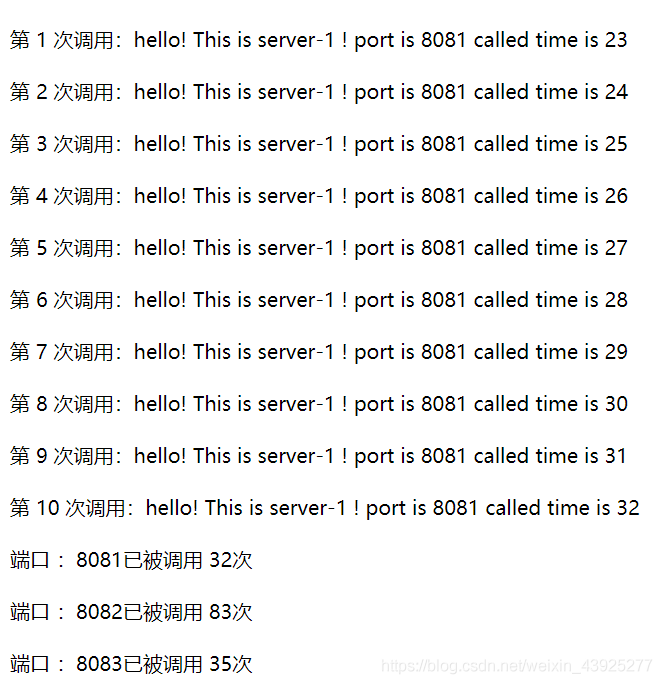 第 1 次调用：hello! This is server-1 ! port is 8081 called time is 23
第 2 次调用：hello! This is server-1 ! port is 8081 called time is 24
第 3 次调用：hello! This is server-1 ! port is 8081 called time is 25
第 4 次调用：hello! This is server-1 ! port is 8081 called time is 26
第 5 次调用：hello! This is server-1 ! port is 8081 called time is 27
第 6 次调用：hello! This is server-1 ! port is 8081 called time is 28
第 7 次调用：hello! This is server-1 ! port is 8081 called time is 29
第 8 次调用：hello! This is server-1 ! port is 8081 called time is 30
第 9 次调用：hello! This is server-1 ! port is 8081 called time is 31
第 10 次调用：hello! This is server-1 ! port is 8081 called time is 32
端口 ：8081已被调用 32次
端口 ：8082已被调用 83次
端口 ：8083已被调用 35次
https://blog.csdn.net/weixin_43925277